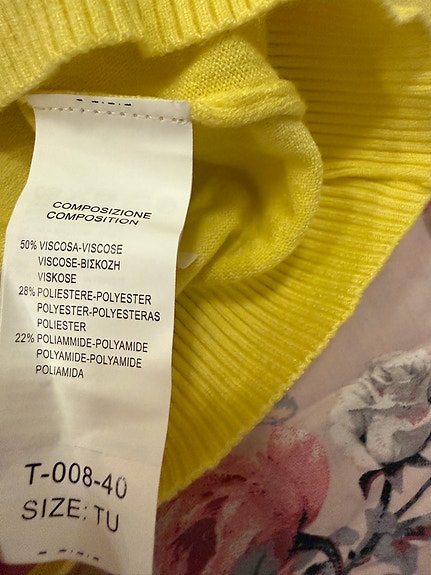 COMPOSIZIONE
COMPOSITION
50% VISCOSA-VISCOSE
VISCOSE-ΒΙΣΚΟΖΗ
VISKOSE
28% POLIESTERE-POLYESTER
POLYESTER-POLYESTERAS
POLIESTER
22% POLIAMMIDE-POLYAMIDE
POLYAMIDE-POLYAMIDE
POLIAMIDA
T-008-40
SIZE: TU